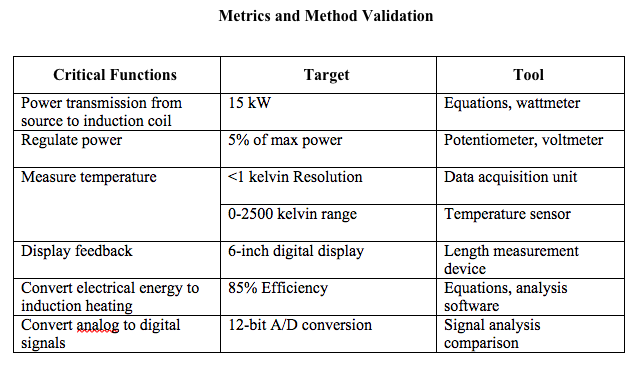 Metrics and Method Validation
Critical Functions Target Tool
Power transmission from 15 kW Equations, wattmeter
source to induction coil
Regulate power 5% of max power Potentiometer, voltmeter
Measure temperature <1 kelvin Resolution Data acquisition unit
0-2500 kelvin range Temperature sensor
Display feedback 6-inch digital display Length measurement
device
Convert electrical energy to 85% Efficiency Equations, analysis
induction heating software
Convert analog to digital 12-bit A/D conversion Signal analysis
signals comparison